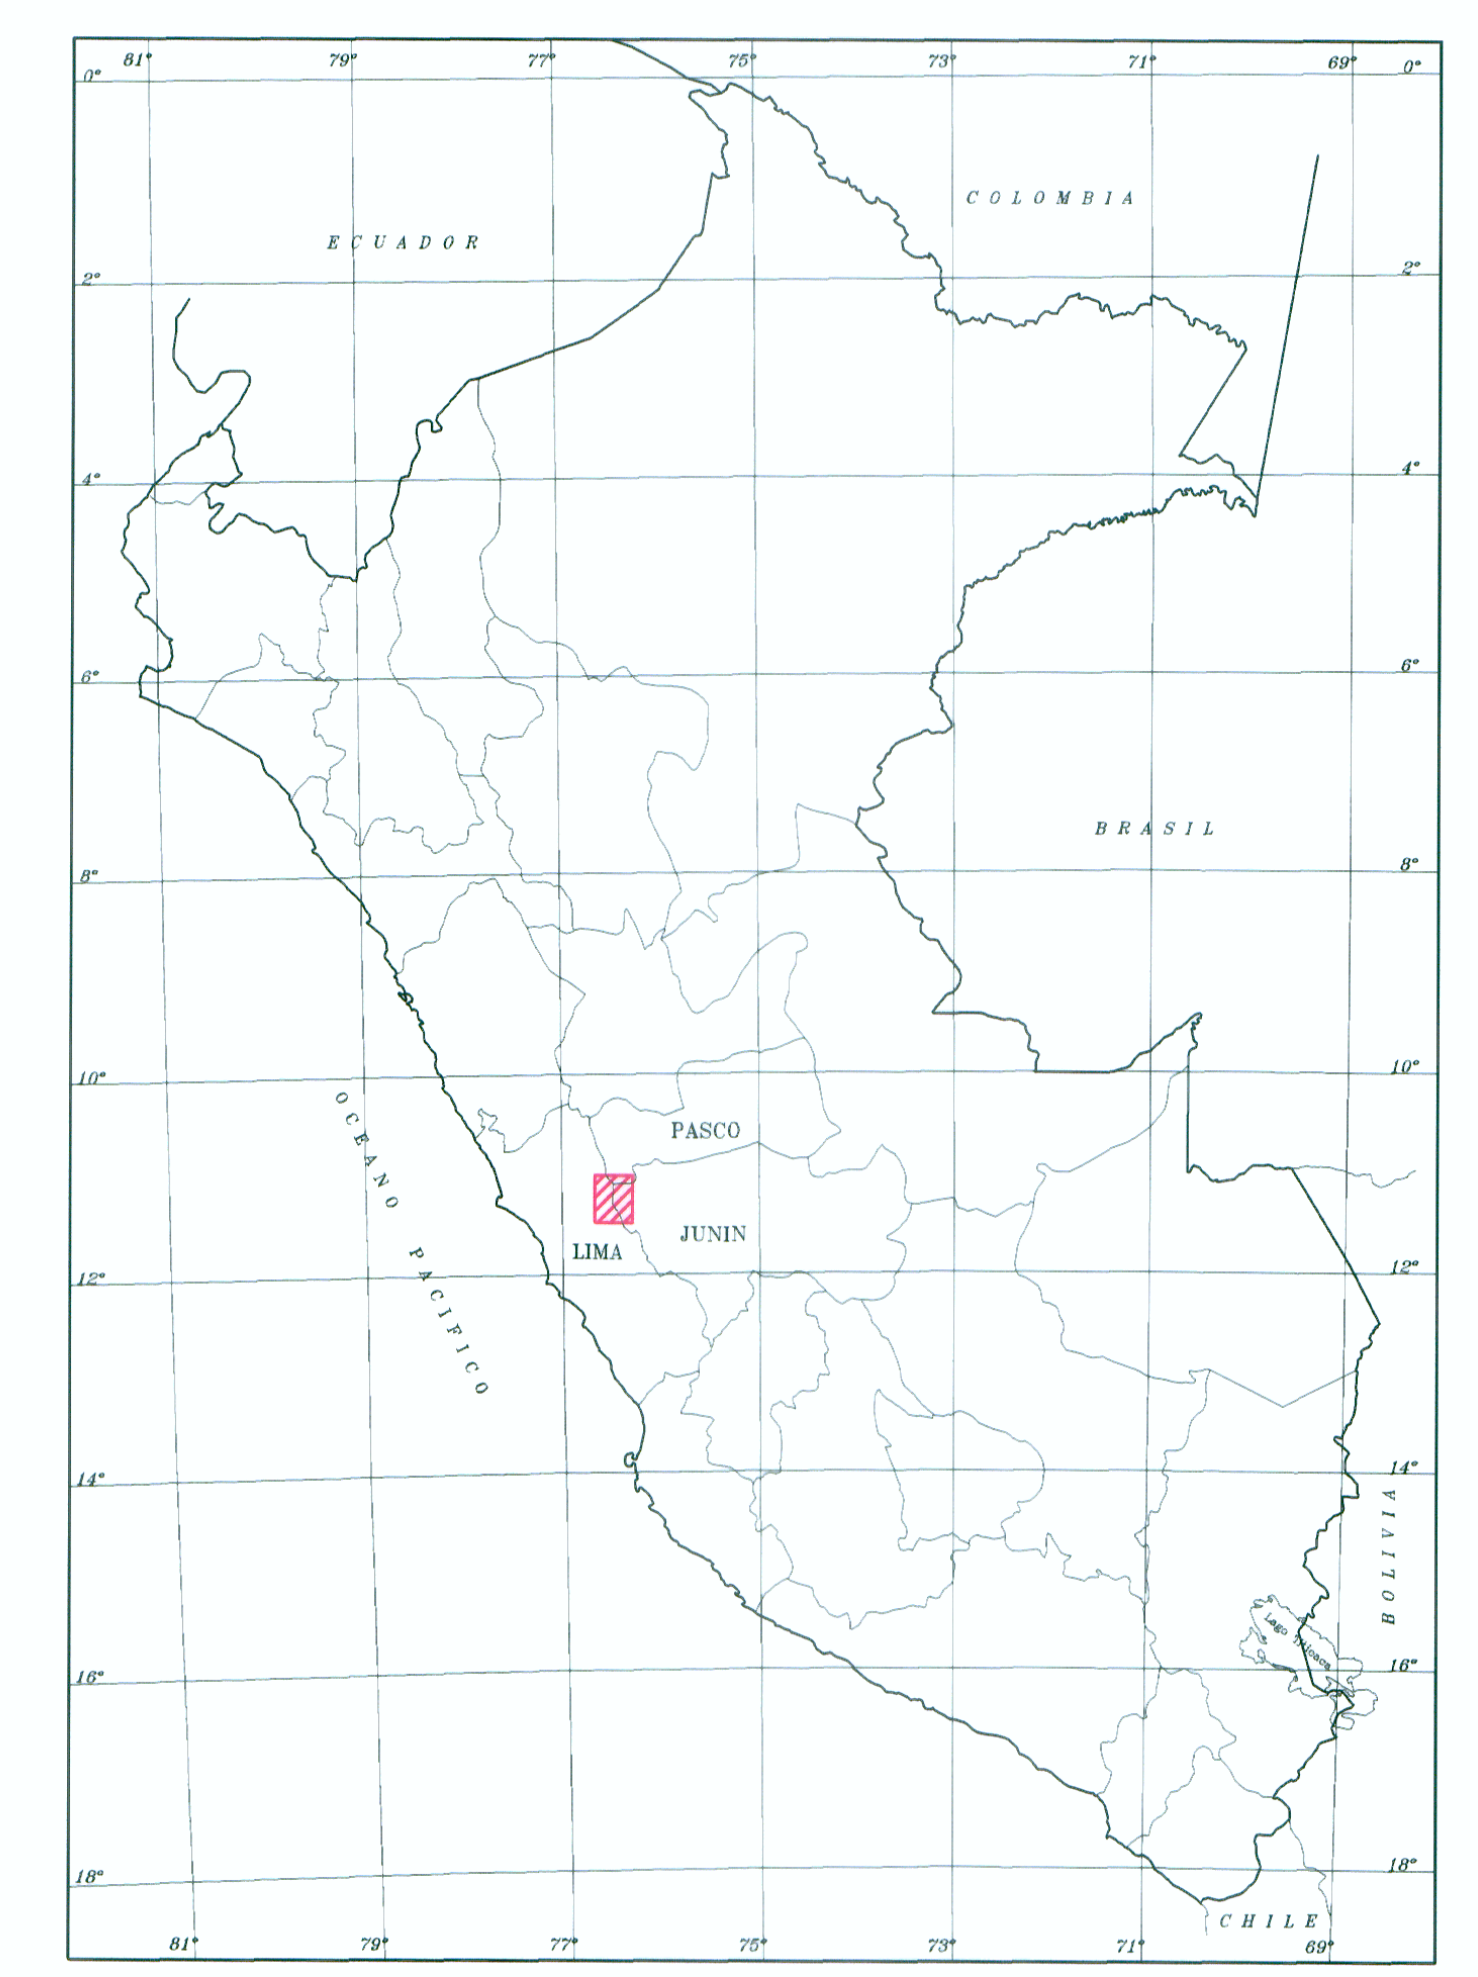 81° 79° 77° 75° 73° 71° 69°
0° 0°
COLOMBIA
ECUADOR
2° 2°
4° 4°
6° 6°
BRASIL
8° 8°
10° 10°
OCEANO PACIFICO
PASCO
JUNIN
LIMA
12° 12°
14° 14°
BOLIVIA
Lago Titicaca
16° 16°
18° 18°
CHILE
81° 79° 77° 75° 73° 71° 69°